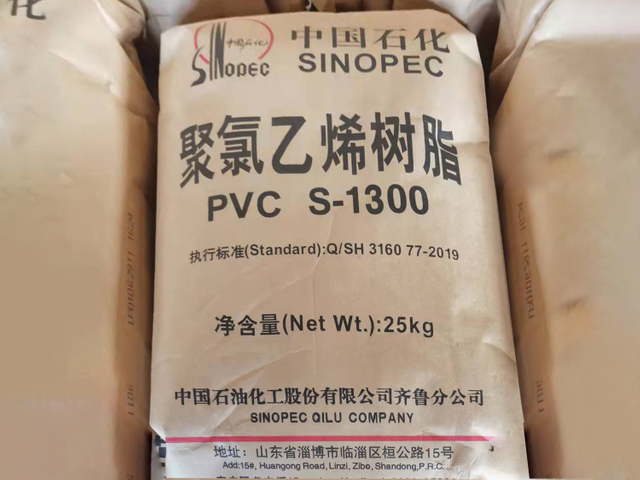 中国石化
SINOPEC
中国石化
SINOPEC
聚氯乙烯树脂
PVC S-1300
执行标准(Standard):Q/SH 3160 77-2019
净含量(Net Wt.):25kg
中国石油化工股份有限公司齐鲁分公司
SINOPEC QILU COMPANY
地址: 山东省淄博市临淄区桓公路15号
Add:15#, Huangong Road, Linzi, Zibo, Shandong,P.R.C.
化